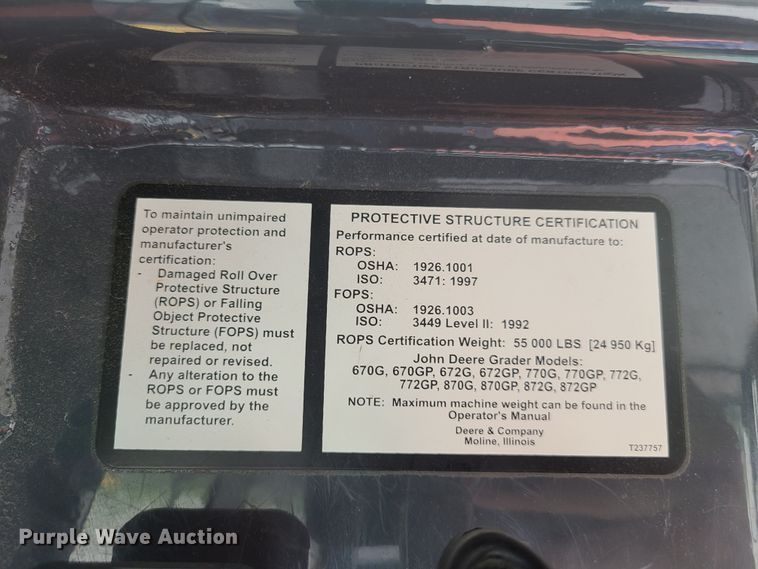 To maintain unimpaired
operator protection and
manufacturer's
certification:
- Damaged Roll Over
Protective Structure
(ROPS) or Falling
Object Protective
Structure (FOPS) must
be replaced, not
repaired or revised.
- Any alteration to the
ROPS or FOPS must
be approved by the
manufacturer.
PROTECTIVE STRUCTURE CERTIFICATION
Performance certified at date of manufacture to:
ROPS:
OSHA: 1926.1001
ISO: 3471: 1997
FOPS:
OSHA: 1926.1003
ISO: 3449 Level II: 1992
ROPS Certification Weight: 55 000 LBS [24 950 Kg]
John Deere Grader Models:
670G, 670GP, 672G, 672GP, 770G, 770GP, 772G,
772GP, 870G, 870GP, 872G, 872GP
NOTE: Maximum machine weight can be found in the
Operator's Manual
Deere & Company
Moline, Illinois
T237757
Purple Wave Auction